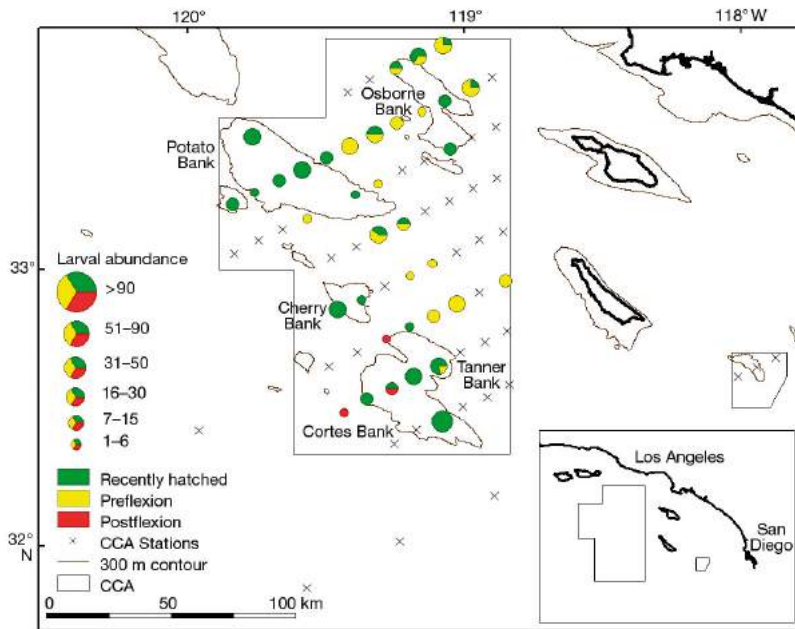 120°
119°
118°W
Osborne
Bank
Potato
Bank
Larval abundance
33°
>90
Cherry
Bank
51–90
31–50
Tanner
Bank
16–30
7–15
Cortes Bank
1–6
Los Angeles
Recently hatched
Preflexion
Postflexion
San
Diego
CCA Stations
32°
N
300 m contour
CCA
0 25 50 75 100 km